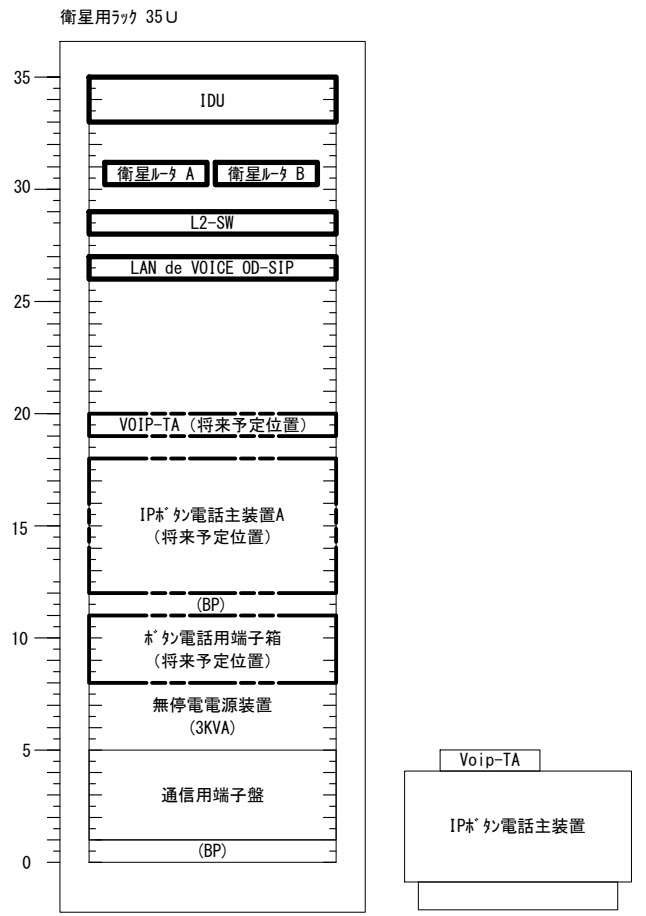 衛星用ﾗｯｸ 35U
35
IDU
衛星ﾙｰﾀ A
衛星ﾙｰﾀ B
30
L2-SW
LAN de VOICE OD-SIP
25
20
VOIP-TA (将来予定位置)
IPﾎﾞﾀﾝ電話主装置A
15
(将来予定位置)
(BP)
10
ﾎﾞﾀﾝ電話用端子箱
(将来予定位置)
無停電電源装置
(3KVA)
5
通信用端子盤
(BP)
0
Voip-TA
IPﾎﾞﾀﾝ電話主装置